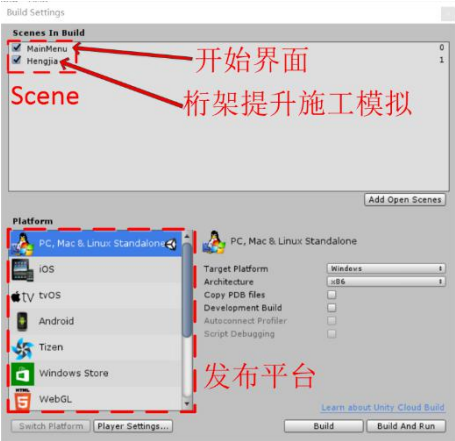 Build Settings
Scenes In Build
MainMenu 0
Hengjia 1
开始界面
Scene
桁架提升施工模拟
Add Open Scenes
Platform
PC, Mac & Linux Standalone
iOS
tv tvOS
Android
Tizen
Windows Store
HTML 5 WebGL
PC, Mac & Linux Standalone
Target Platform Windows
Architecture x86
Copy PDB files
Development Build
Autoconnect Profiler
Script Debugging
发布平台
Learn about Unity Cloud Build
Switch Platform Player Settings... Build Build And Run